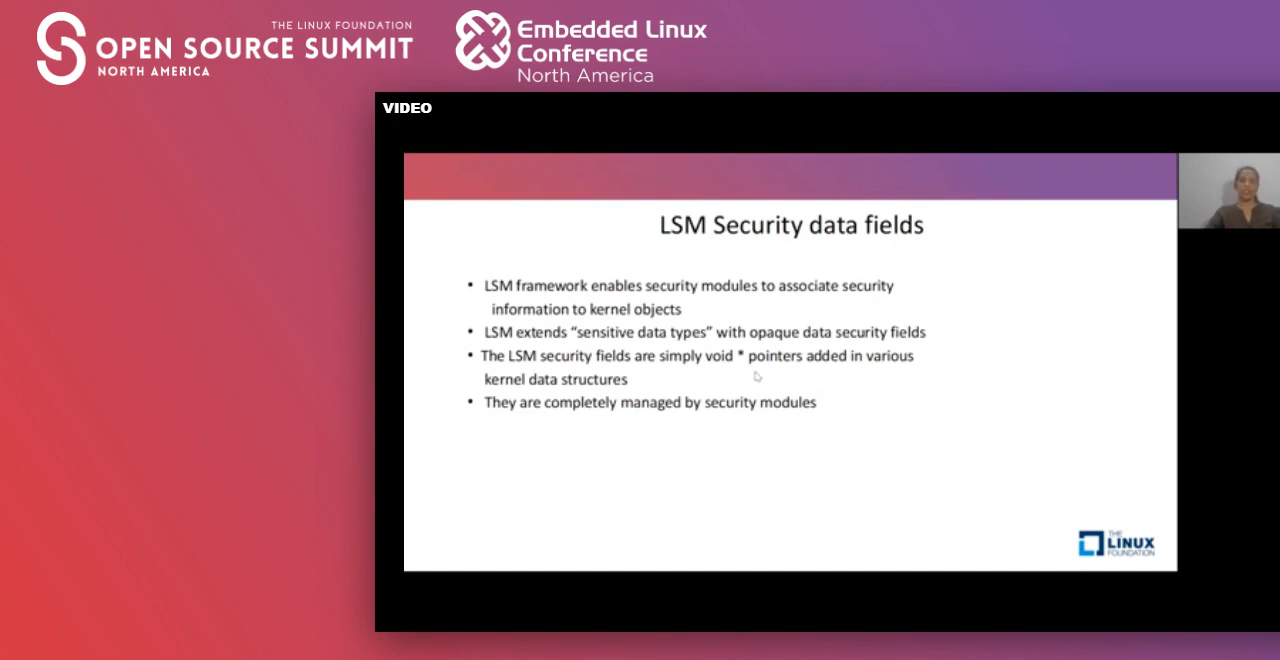 THE LINUX FOUNDATION
OPEN SOURCE SUMMIT
NORTH AMERICA
Embedded Linux
Conference
North America
VIDEO
LSM Security data fields
• LSM framework enables security modules to associate security
information to kernel objects
• LSM extends “sensitive data types” with opaque data security fields
• The LSM security fields are simply void * pointers added in various
kernel data structures
• They are completely managed by security modules
THE
LINUX
FOUNDATION